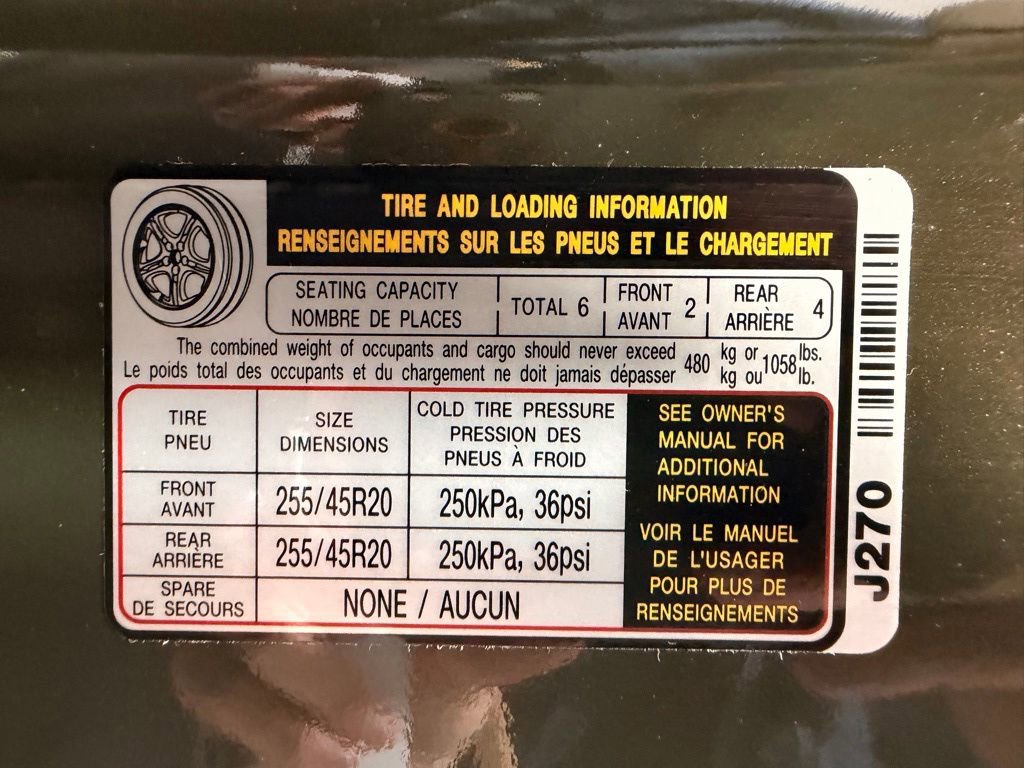 TIRE AND LOADING INFORMATION
RENSEIGNEMENTS SUR LES PNEUS ET LE CHARGEMENT
SEATING CAPACITY
NOMBRE DE PLACES
TOTAL 6
FRONT
AVANT
2
REAR
ARRIÈRE
4
The combined weight of occupants and cargo should never exceed 480 kg or 1058 lbs.
Le poids total des occupants et du chargement ne doit jamais dépasser kg ou lb.
TIRE
PNEU
SIZE
DIMENSIONS
COLD TIRE PRESSURE
PRESSION DES
PNEUS À FROID
FRONT
AVANT
255/45R20
250kPa, 36psi
REAR
ARRIÈRE
255/45R20
250kPa, 36psi
SPARE
DE SECOURS
NONE / AUCUN
SEE OWNER'S
MANUAL FOR
ADDITIONAL
INFORMATION
VOIR LE MANUEL
DE L'USAGER
POUR PLUS DE
RENSEIGNEMENTS
J270